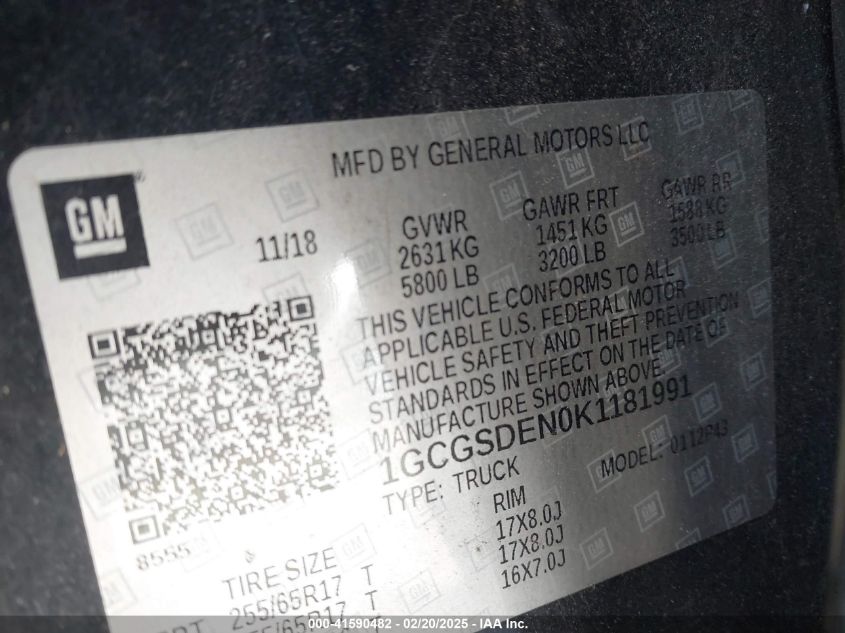 MFD BY GENERAL MOTORS LLC
GM
11/18
GVWR
2631 KG
5800 LB
GAWR FRT
1451 KG
3200 LB
GAWR RR
1588 KG
3500 LB
THIS VEHICLE CONFORMS TO ALL
APPLICABLE U.S. FEDERAL MOTOR
VEHICLE SAFETY AND THEFT PREVENTION
STANDARDS IN EFFECT ON THE DATE OF
MANUFACTURE SHOWN ABOVE.
1GCGSDEN0K1181991
TYPE: TRUCK
MODEL: 0112P43
8555
TIRE SIZE
RIM
255/65R17 T
17X8.0J
17X8.0J
16X7.0J
000-41590482 - 02/20/2025 - IAAI.com